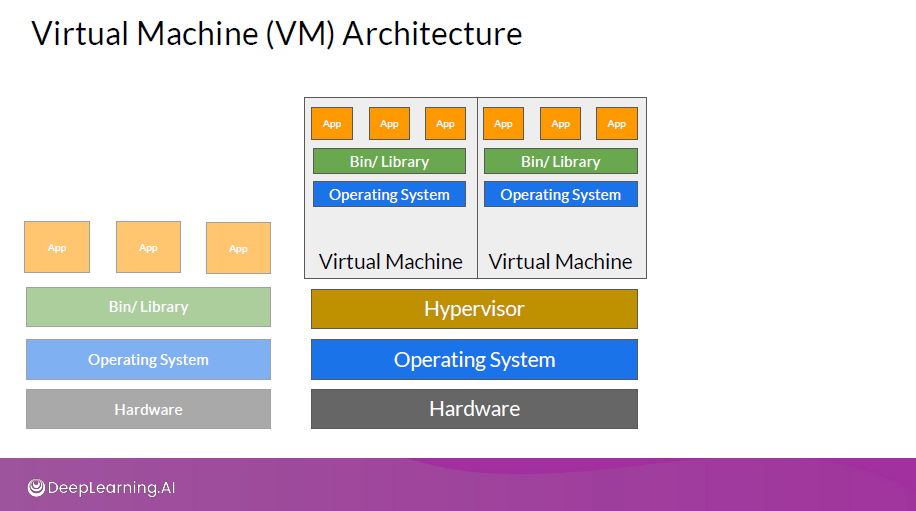 Virtual Machine (VM) Architecture
App
App
App
Bin/ Library
Operating System
Hardware
App
App
App
Bin/ Library
Operating System
Virtual Machine
App
App
App
Bin/ Library
Operating System
Virtual Machine
Hypervisor
Operating System
Hardware
DeepLearning.AI